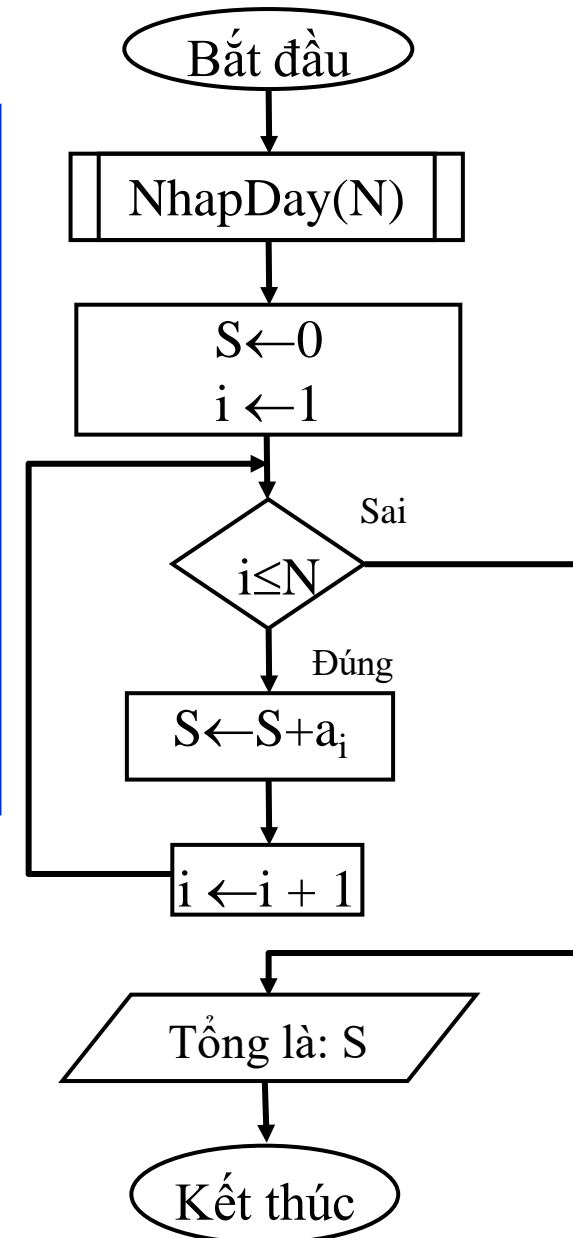 Bắt đầu
NhapDay(N)
S←0
i ←1
Sai
i≤N
Đúng
S←S+aᵢ
i ←i + 1
Tổng là: S
Kết thúc